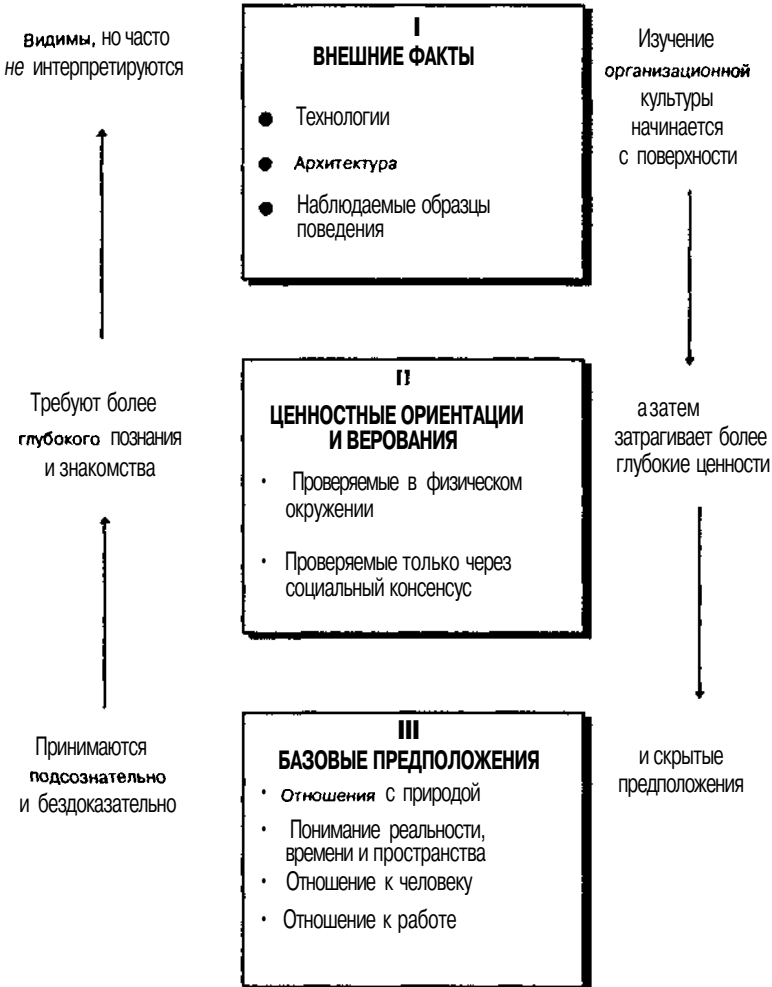 Видимы, но часто
не интерпретируются
I
ВНЕШНИЕ ФАКТЫ
● Технологии
● Архитектура
● Наблюдаемые образцы
поведения
Изучение
организационной
культуры
начинается
с поверхности
Требуют более
глубокого познания
и знакомства
II
ЦЕННОСТНЫЕ ОРИЕНТАЦИИ
И ВЕРОВАНИЯ
· Проверяемые в физическом
окружении
· Проверяемые только через
социальный консенсус
а затем
затрагивает более
глубокие ценности
Принимаются
подсознательно
и бездоказательно
III
БАЗОВЫЕ ПРЕДПОЛОЖЕНИЯ
· Отношения с природой
· Понимание реальности,
времени и пространства
· Отношение к человеку
· Отношение к работе
и скрытые
предположения